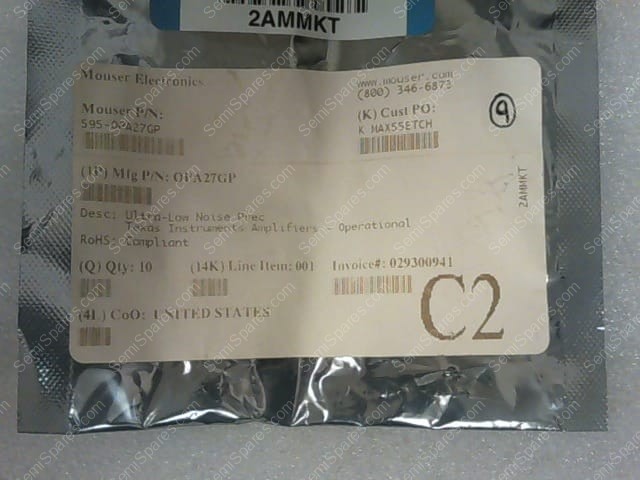 2AMMKT
Mouser Electronics
www.mouser.com
(800) 346-6873
Mouser P/N:
595-OPA27GP
(K) Cust PO:
K MAX55ETCH
9
(1P) Mfg P/N: OPA27GP
2AMMKT
Desc: Ultra-Low Noise Prec
Texas Instruments Amplifiers - Operational
RoHS: Compliant
(Q) Qty: 10
(14K) Line Item: 001
Invoice#: 029300941
C2
(4L) CoO: UNITED STATES
SemiSpares.com